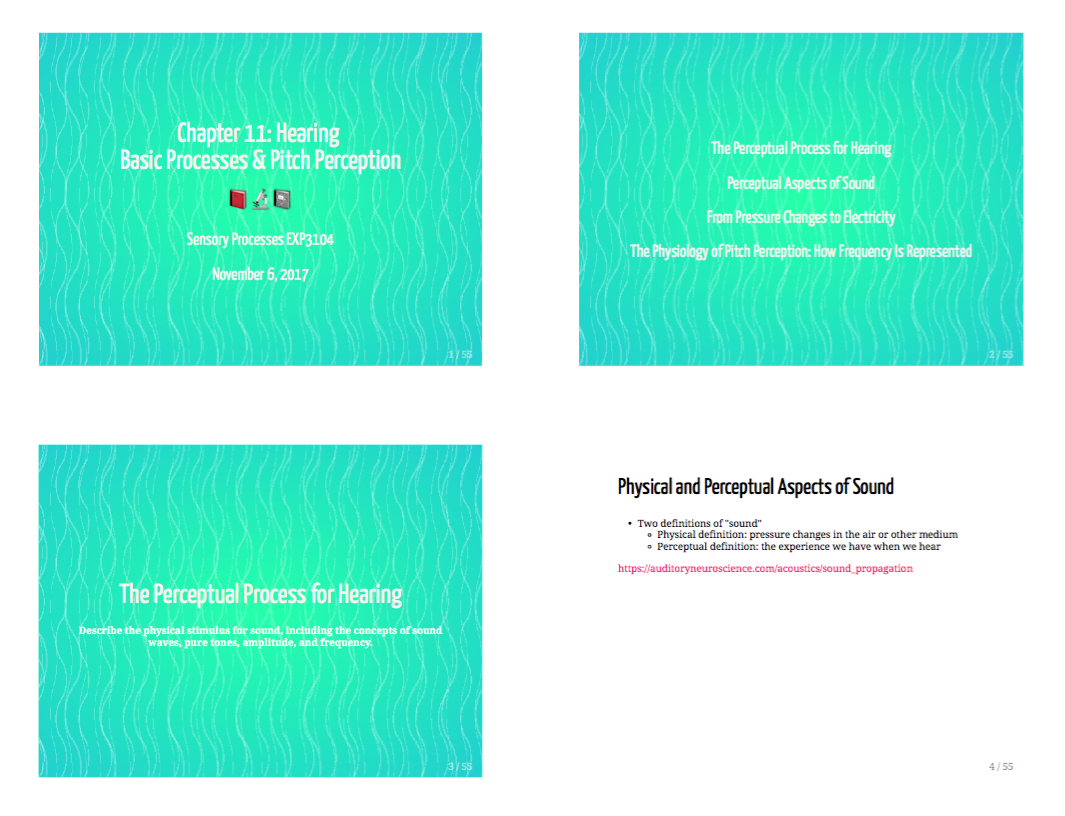 Chapter 11: Hearing
Basic Processes & Pitch Perception
Sensory Processes EXP3104
November 6, 2017
1 / 55
The Perceptual Process for Hearing
Perceptual Aspects of Sound
From Pressure Changes to Electricity
The Physiology of Pitch Perception: How Frequency Is Represented
2 / 55
The Perceptual Process for Hearing
Describe the physical stimulus for sound, including the concepts of sound
waves, pure tones, amplitude, and frequency.
3 / 55
Physical and Perceptual Aspects of Sound
• Two definitions of "sound"
◦ Physical definition: pressure changes in the air or other medium
◦ Perceptual definition: the experience we have when we hear
https://auditoryneuroscience.com/acoustics/sound_propagation
4 / 55